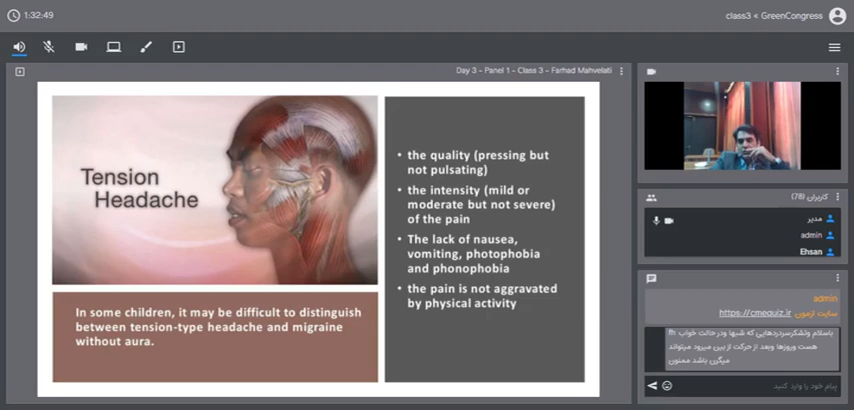 1:32:49
class3 < GreenCongress
Day 3 - Panel 1 - Class 3 - Farhad Mahvelati
Tension
Headache
• the quality (pressing but
not pulsating)
• the intensity (mild or
moderate but not severe)
of the pain
• The lack of nausea,
vomiting, photophobia
and phonophobia
• the pain is not aggravated
by physical activity
In some children, it may be difficult to distinguish
between tension-type headache and migraine
without aura.
کاربران (78)
مدیر
admin
Ehsan
admin
سایت ازمون https://cmequiz.ir
باسلام وتشکرسردردهایی که شبها ودر حالت خواب
هست وروزها وبعد از حرکت از بین میرود میتواند
میگرن باشد ممنون
پیام خود را وارد کنید